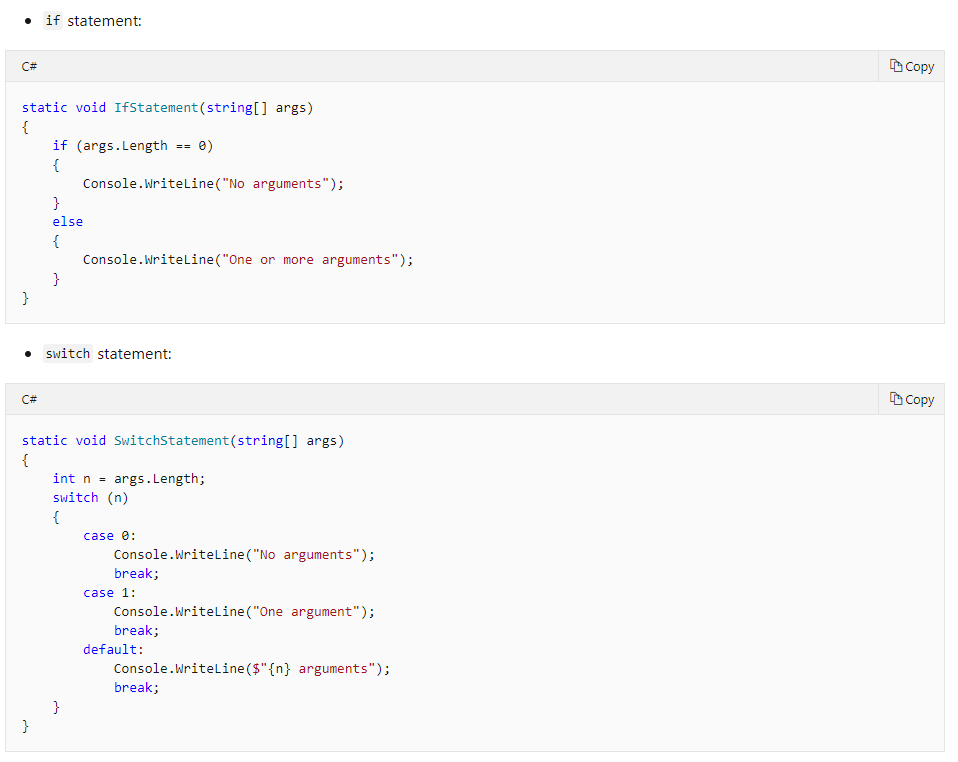 • if statement:
C# Copy
static void IfStatement(string[] args)
{
    if (args.Length == 0)
    {
        Console.WriteLine("No arguments");
    }
    else
    {
        Console.WriteLine("One or more arguments");
    }
}
• switch statement:
C# Copy
static void SwitchStatement(string[] args)
{
    int n = args.Length;
    switch (n)
    {
        case 0:
            Console.WriteLine("No arguments");
            break;
        case 1:
            Console.WriteLine("One argument");
            break;
        default:
            Console.WriteLine($"{n} arguments");
            break;
    }
}